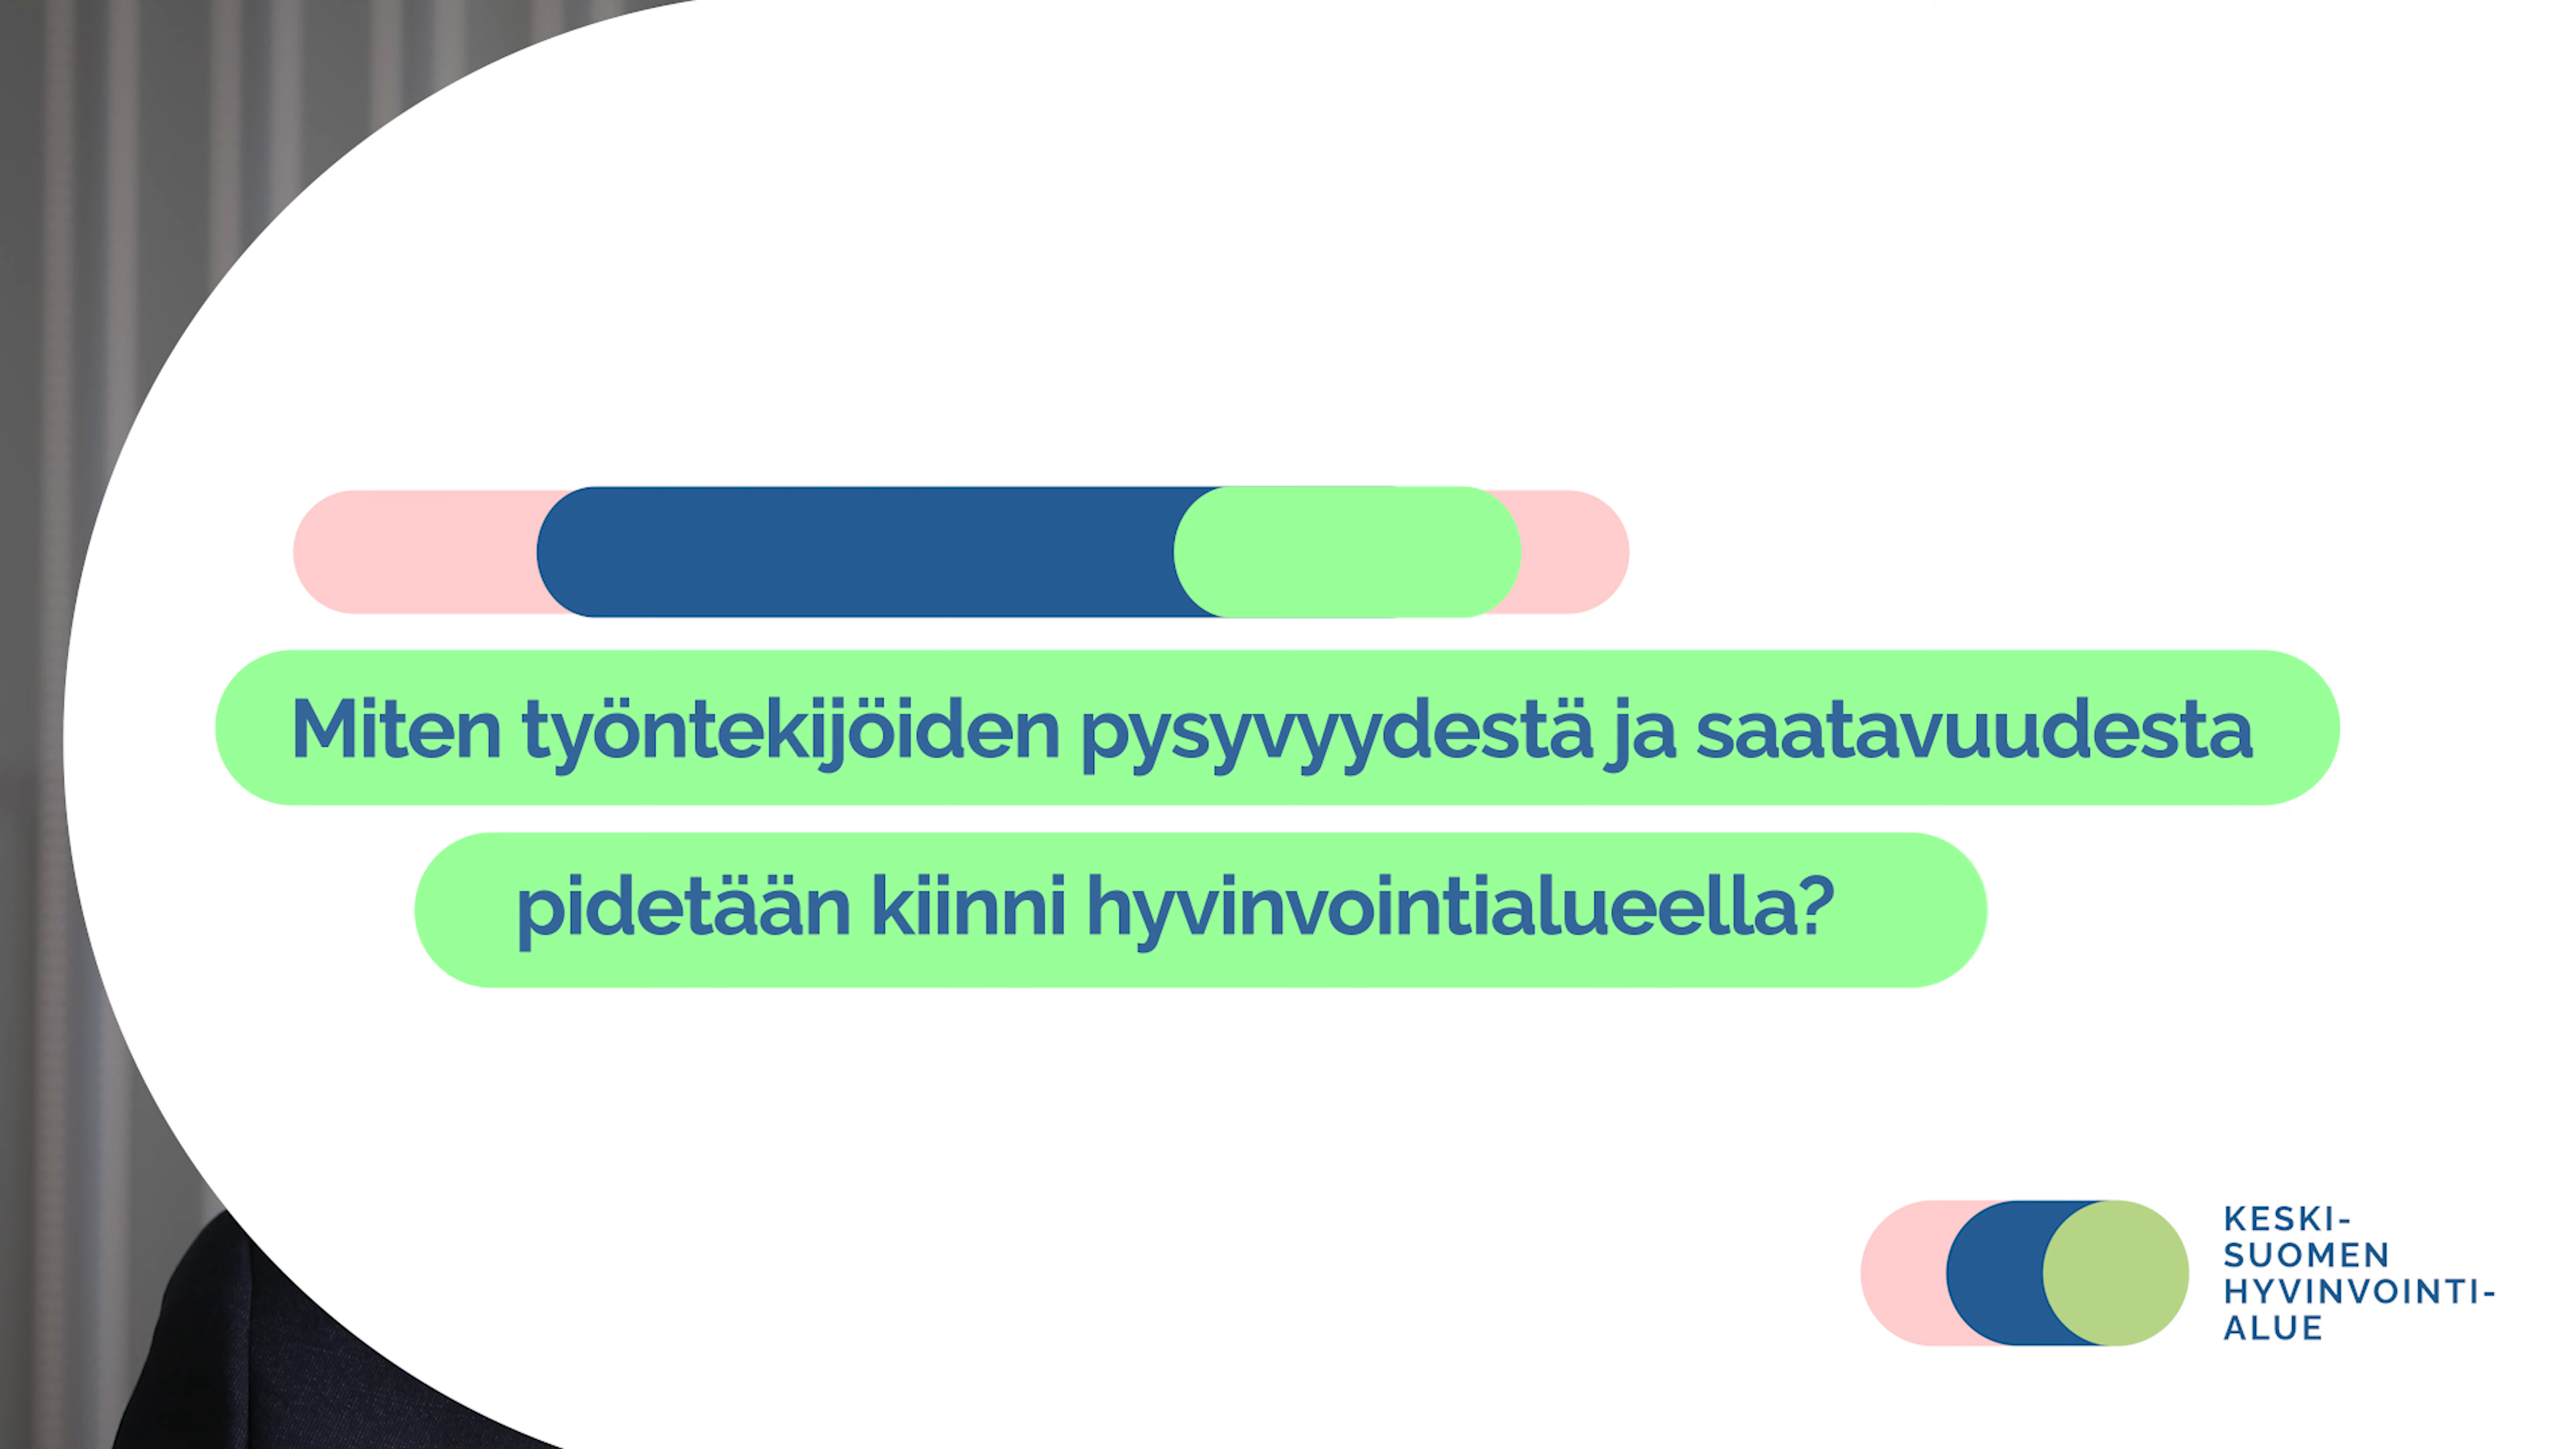 Miten työntekijöiden pysyvyydestä ja saatavuudesta
pidetään kiinni hyvinvointialueella?
KESKI-
SUOMEN
HYVINVOINTI-
ALUE